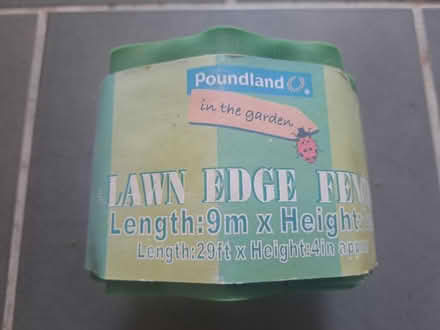 Poundland
in the garden
LAWN EDGE
Length:9m x Height:
Length:29ft x Height:4in